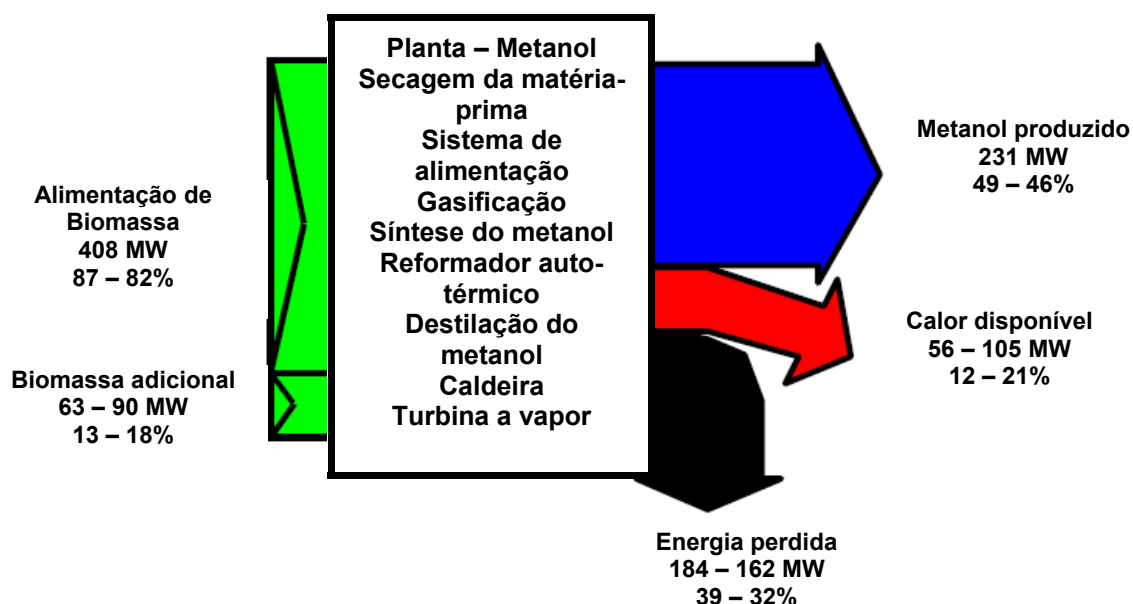 Planta – Metanol
Secagem da matéria-
prima
Sistema de
alimentação
Gasificação
Síntese do metanol
Reformador auto-
térmico
Destilação do
metanol
Caldeira
Turbina a vapor
Alimentação de
Biomassa
408 MW
87 – 82%
Biomassa adicional
63 – 90 MW
13 – 18%
Metanol produzido
231 MW
49 – 46%
Calor disponível
56 – 105 MW
12 – 21%
Energia perdida
184 – 162 MW
39 – 32%